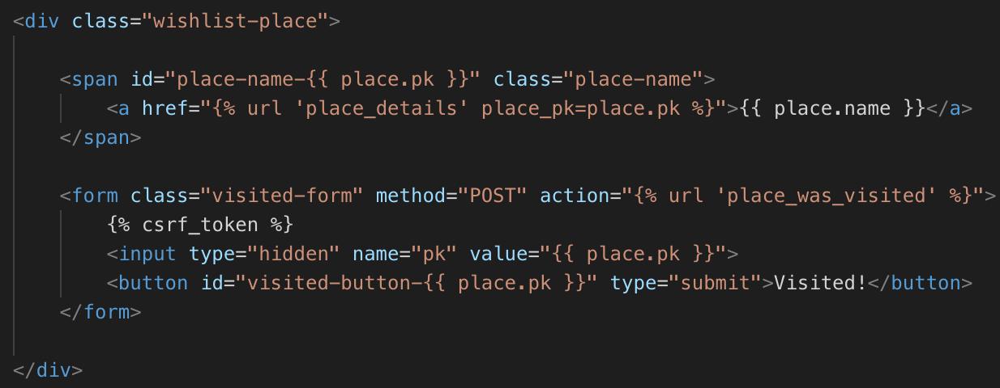 <div class="wishlist-place">
<span id="place-name-{{ place.pk }}" class="place-name">
<a href="{% url 'place_details' place_pk=place.pk %}">{{ place.name }}</a>
</span>
<form class="visited-form" method="POST" action="{% url 'place_was_visited' %}">
{% csrf_token %}
<input type="hidden" name="pk" value="{{ place.pk }}">
<button id="visited-button-{{ place.pk }}" type="submit">Visited!</button>
</form>
</div>